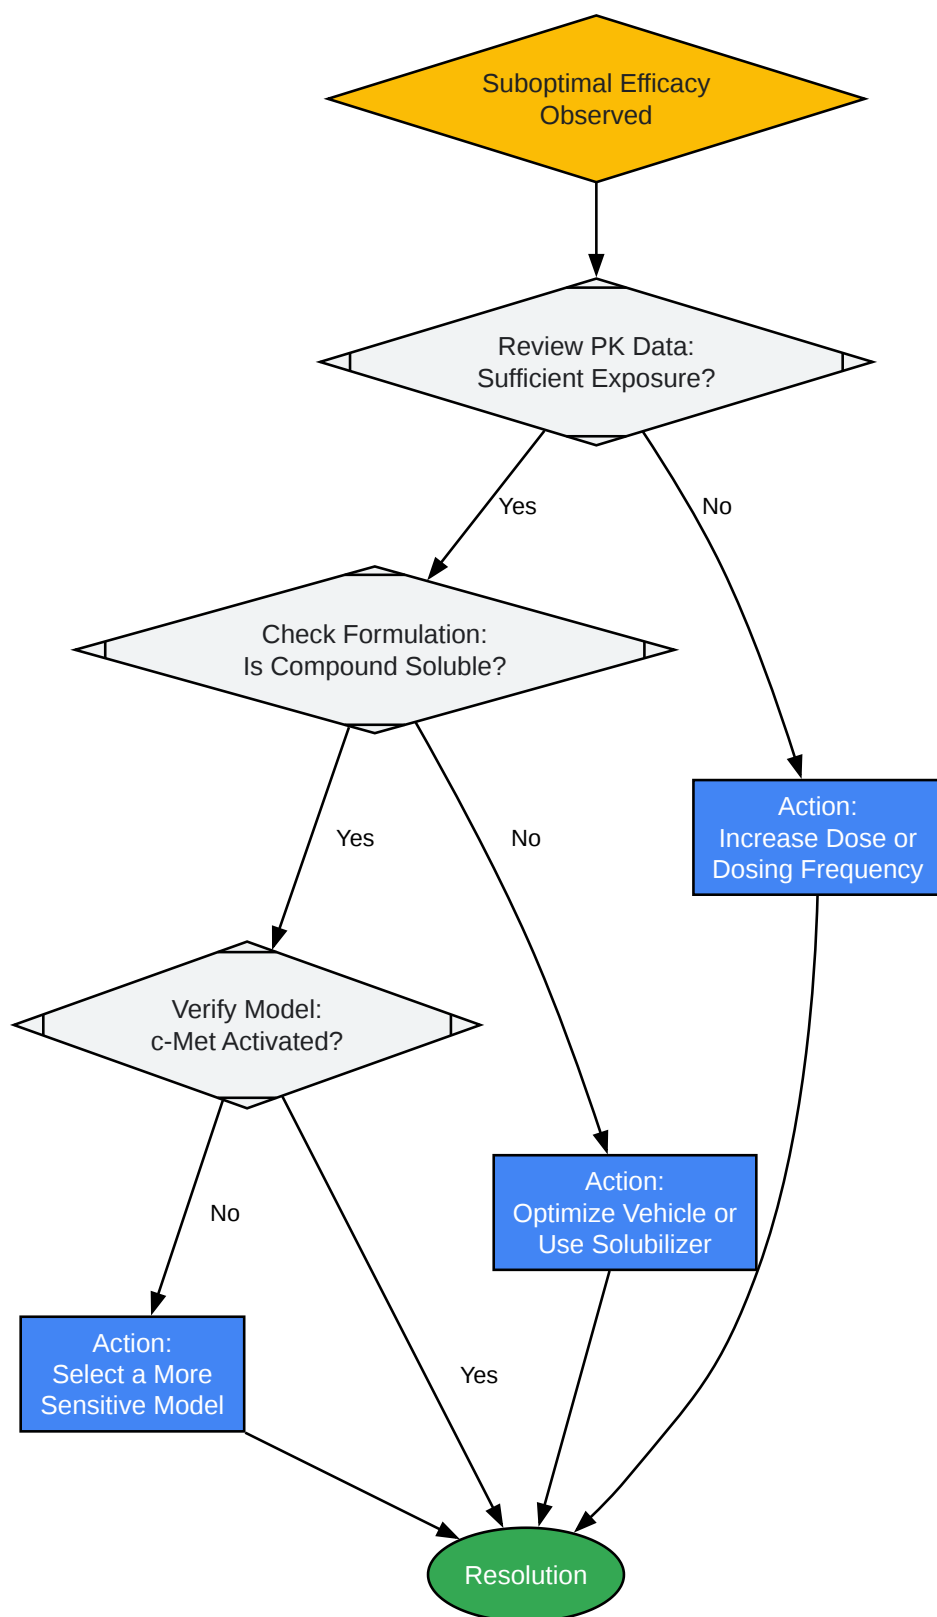 Suboptimal Efficacy
Observed
Review PK Data:
Sufficient Exposure?
Yes
No
Check Formulation:
Is Compound Soluble?
Action:
Increase Dose or
Dosing Frequency
Yes
No
Verify Model:
c-Met Activated?
Action:
Optimize Vehicle or
Use Solubilizer
No
Action:
Select a More
Sensitive Model
Yes
Resolution